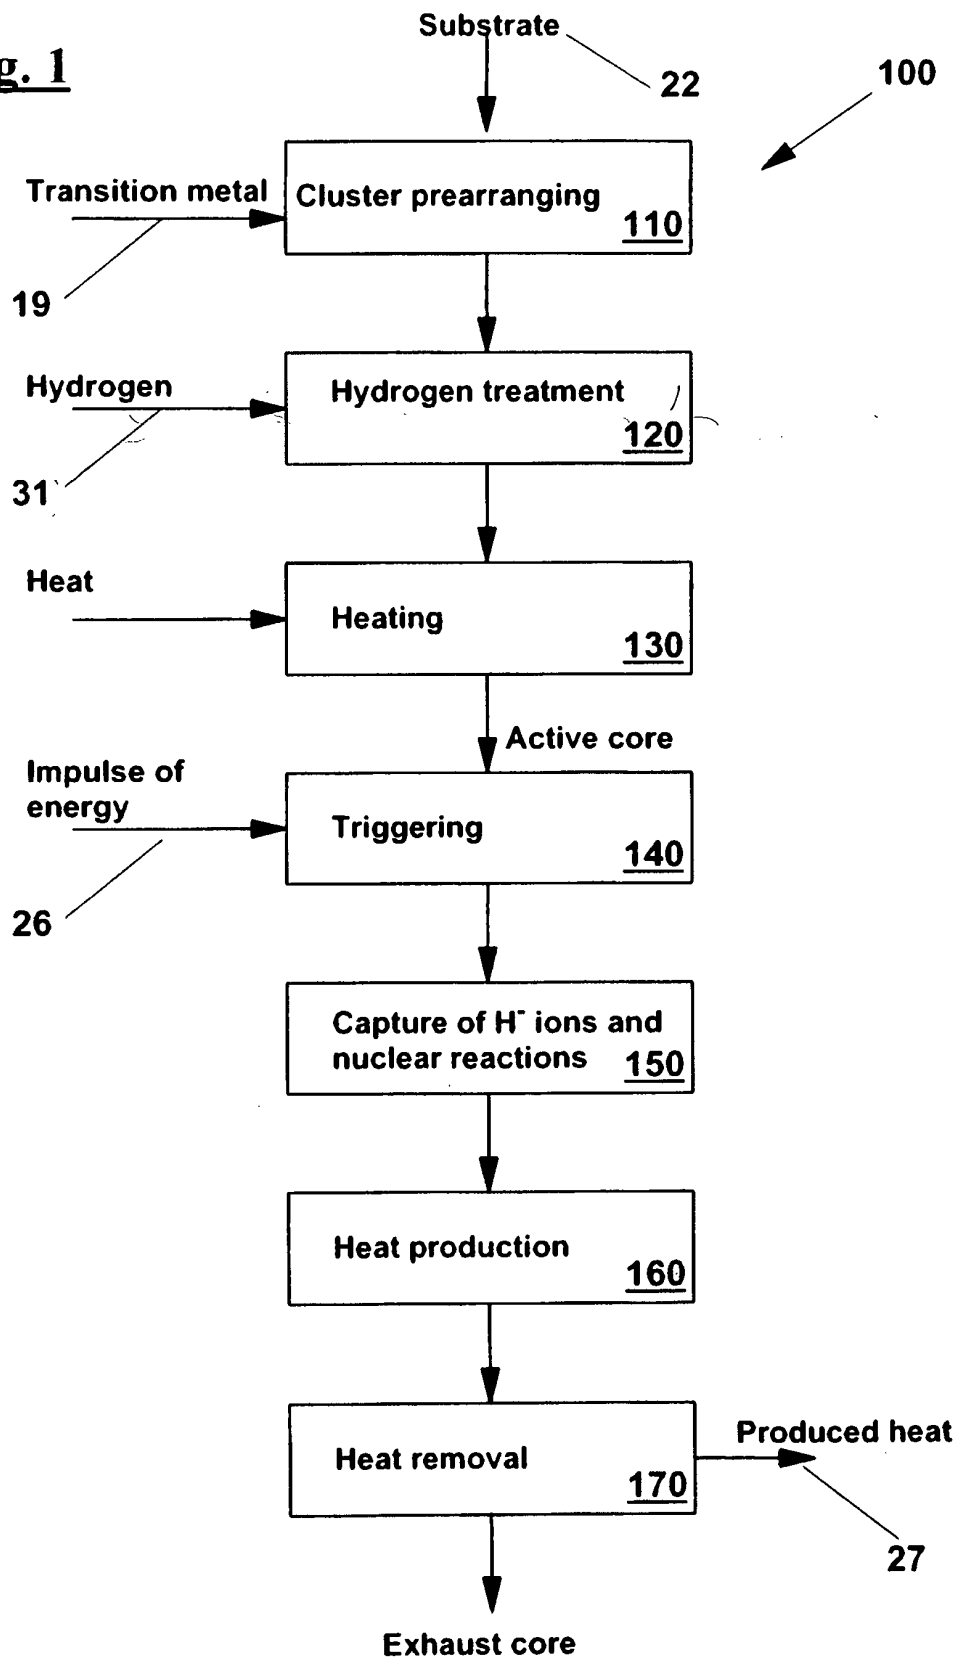 g. 1
Substrate
22
100
Transition metal
Cluster prearranging
110
19
Hydrogen
Hydrogen treatment
120
31
Heat
Heating
130
Active core
Impulse of
energy
Triggering
140
26
Capture of H⁻ ions and
nuclear reactions
150
Heat production
160
Produced heat
Heat removal
170
27
Exhaust core